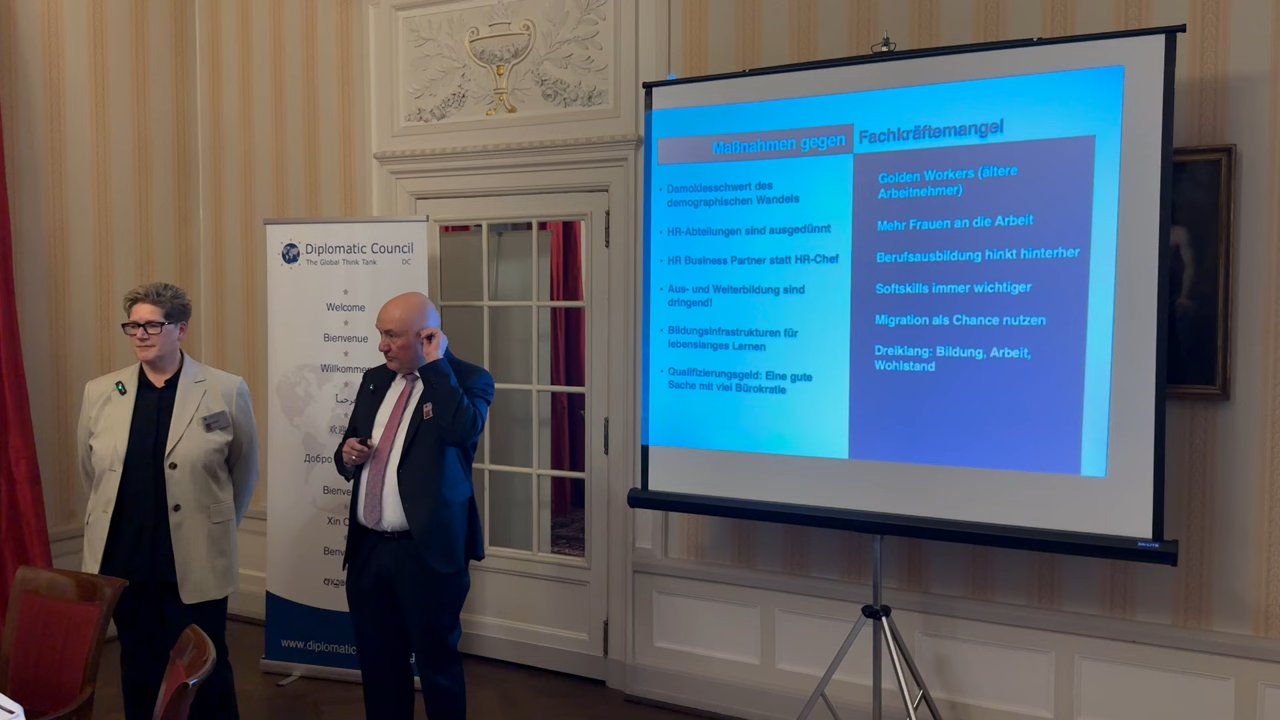 Diplomatic Council
The Global Think Tank DC
Welcome
Bienvenue
Willkommen
Добро
Bienve
Xin C
Benv
www.diplomatic
Maßnahmen gegen Fachkräftemangel
• Damoklesschwert des
demographischen Wandels
• HR-Abteilungen sind ausgedünnt
• HR Business Partner statt HR-Chef
• Aus- und Weiterbildung sind
dringend!
• Bildungsinfrastrukturen für
lebenslanges Lernen
• Qualifizierungsgeld: Eine gute
Sache mit viel Bürokratie
Golden Workers (ältere
Arbeitnehmer)
Mehr Frauen an die Arbeit
Berufsausbildung hinkt hinterher
Softskills immer wichtiger
Migration als Chance nutzen
Dreiklang: Bildung, Arbeit,
Wohlstand